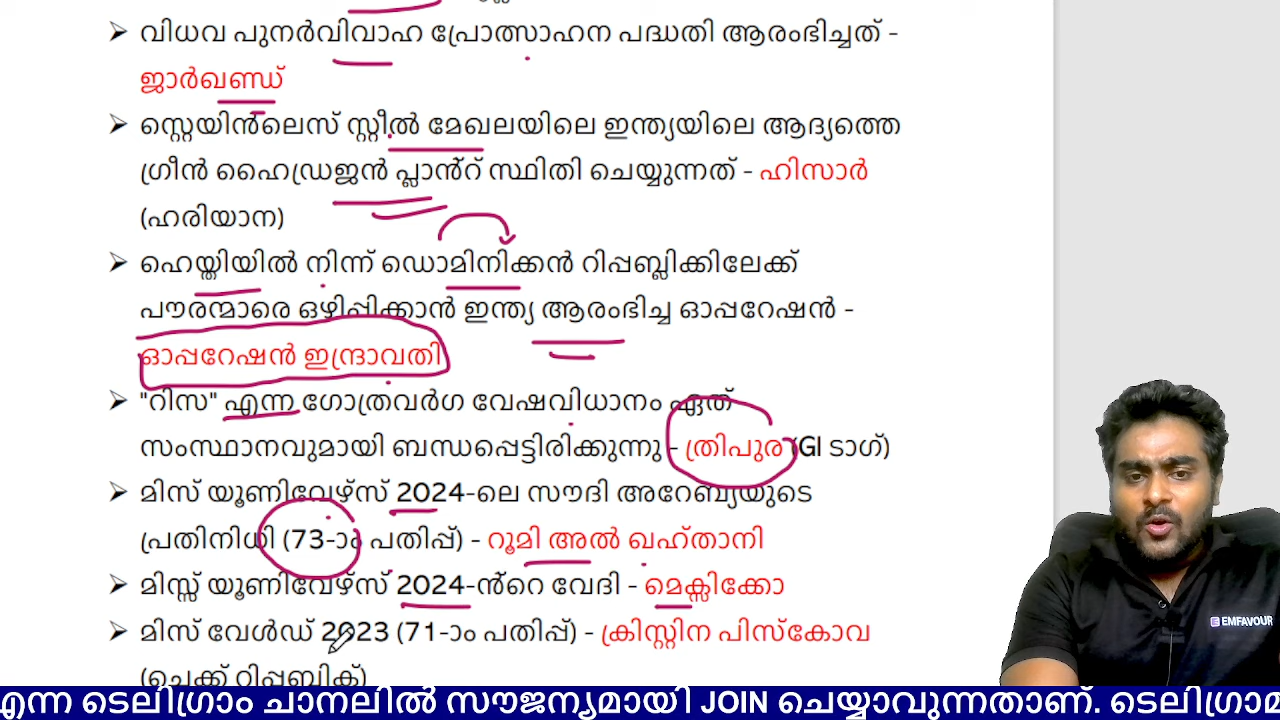 വിധവ പുനർവിവാഹ പ്രോത്സാഹന പദ്ധതി ആരംഭിച്ചത് -
ജാർഖണ്ഡ്
സ്റ്റെയിൻലെസ് സ്റ്റീൽ മേഖലയിലെ ഇന്ത്യയിലെ ആദ്യത്തെ
ഗ്രീൻ ഹൈഡ്രജൻ പ്ലാൻ്റ് സ്ഥിതി ചെയ്യുന്നത് - ഹിസാർ
(ഹരിയാന)
ഹെയ്തിയിൽ നിന്ന് ഡൊമിനിക്കൻ റിപ്പബ്ലിക്കിലേക്ക്
പൗരന്മാരെ ഒഴിപ്പിക്കാൻ ഇന്ത്യ ആരംഭിച്ച ഓപ്പറേഷൻ -
ഓപ്പറേഷൻ ഇന്ദ്രാവതി
"റിസ" എന്ന ഗോത്രവർഗ വേഷവിധാനം ഏത്
സംസ്ഥാനവുമായി ബന്ധപ്പെട്ടിരിക്കുന്നു - ത്രിപുര (GI ടാഗ്)
മിസ് യൂണിവേഴ്സ് 2024-ലെ സൗദി അറേബ്യയുടെ
പ്രതിനിധി (73-ാം പതിപ്പ്) - റൂമി അൽ ഖഹ്താനി
മിസ്സ് യൂണിവേഴ്സ് 2024-ൻ്റെ വേദി - മെക്സിക്കോ
മിസ് വേൾഡ് 2023 (71-ാം പതിപ്പ്) - ക്രിസ്റ്റിന പിസ്കോവ
(ചെക്ക് റിപ്പബ്ലിക്)
EMFAVOUR
എന്ന ടെലിഗ്രാം ചാനലിൽ സൗജന്യമായി JOIN ചെയ്യാവുന്നതാണ്. ടെലിഗ്രാമ